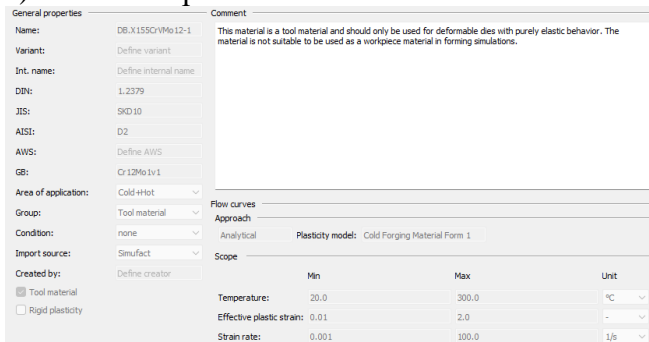 General properties
Name: DB.X155CrVMo12-1
Variant: Define variant
Int. name: Define internal name
DIN: 1.2379
JIS: SKD10
AISI: D2
AWS: Define AWS
GB: Cr12Mo1v1
Area of application: Cold+Hot
Group: Tool material
Condition: none
Import source: Simufact
Created by: Define creator
Tool material
Rigid plasticity
Comment
This material is a tool material and should only be used for deformable dies with purely elastic behavior. The
material is not suitable to be used as a workpiece material in forming simulations.
Flow curves
Approach
Analytical Plasticity model: Cold Forging Material Form 1
Scope
Min Max Unit
Temperature: 20.0 300.0 °C
Effective plastic strain: 0.01 2.0 -
Strain rate: 0.001 100.0 1/s